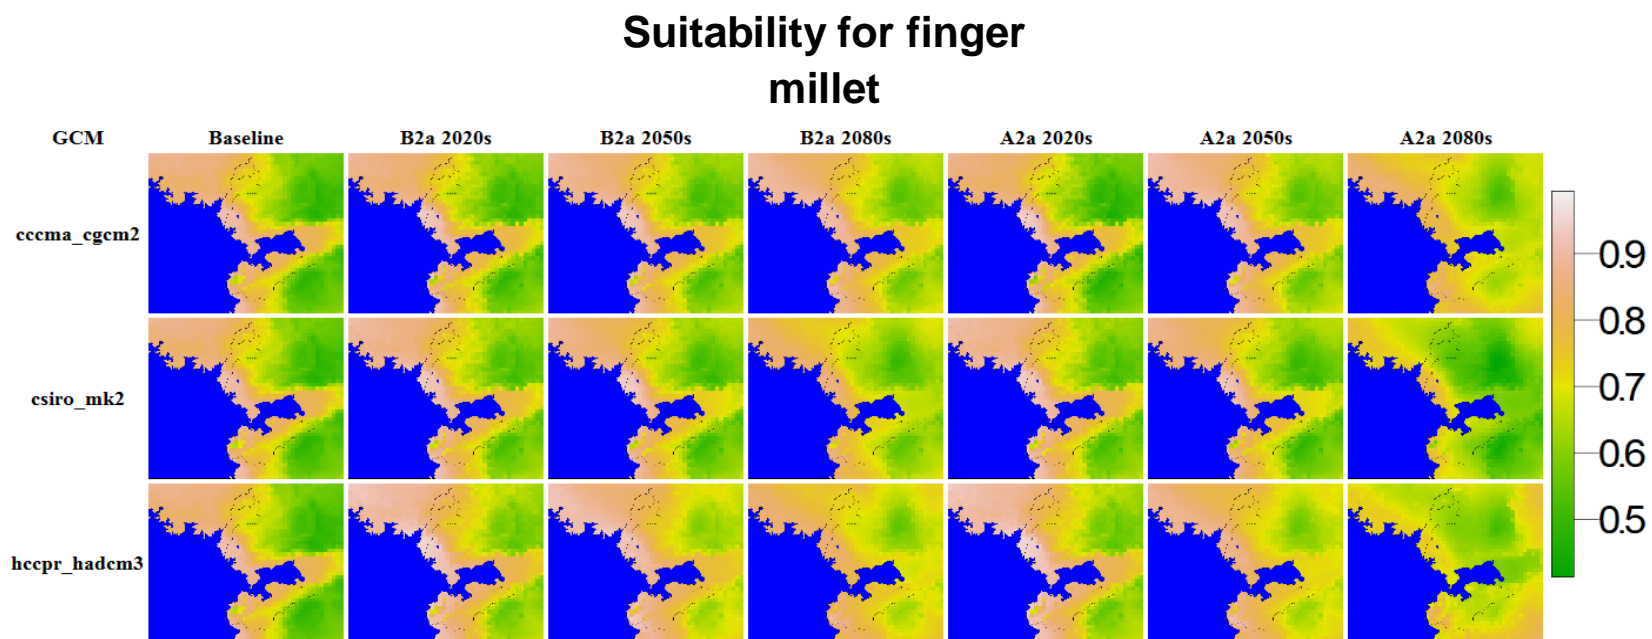 Suitability for finger
millet
GCM Baseline B2a 2020s B2a 2050s B2a 2080s A2a 2020s A2a 2050s A2a 2080s
cccma_cgcm2
csiro_mk2
hccpr_hadcm3
0.9
0.8
0.7
0.6
0.5